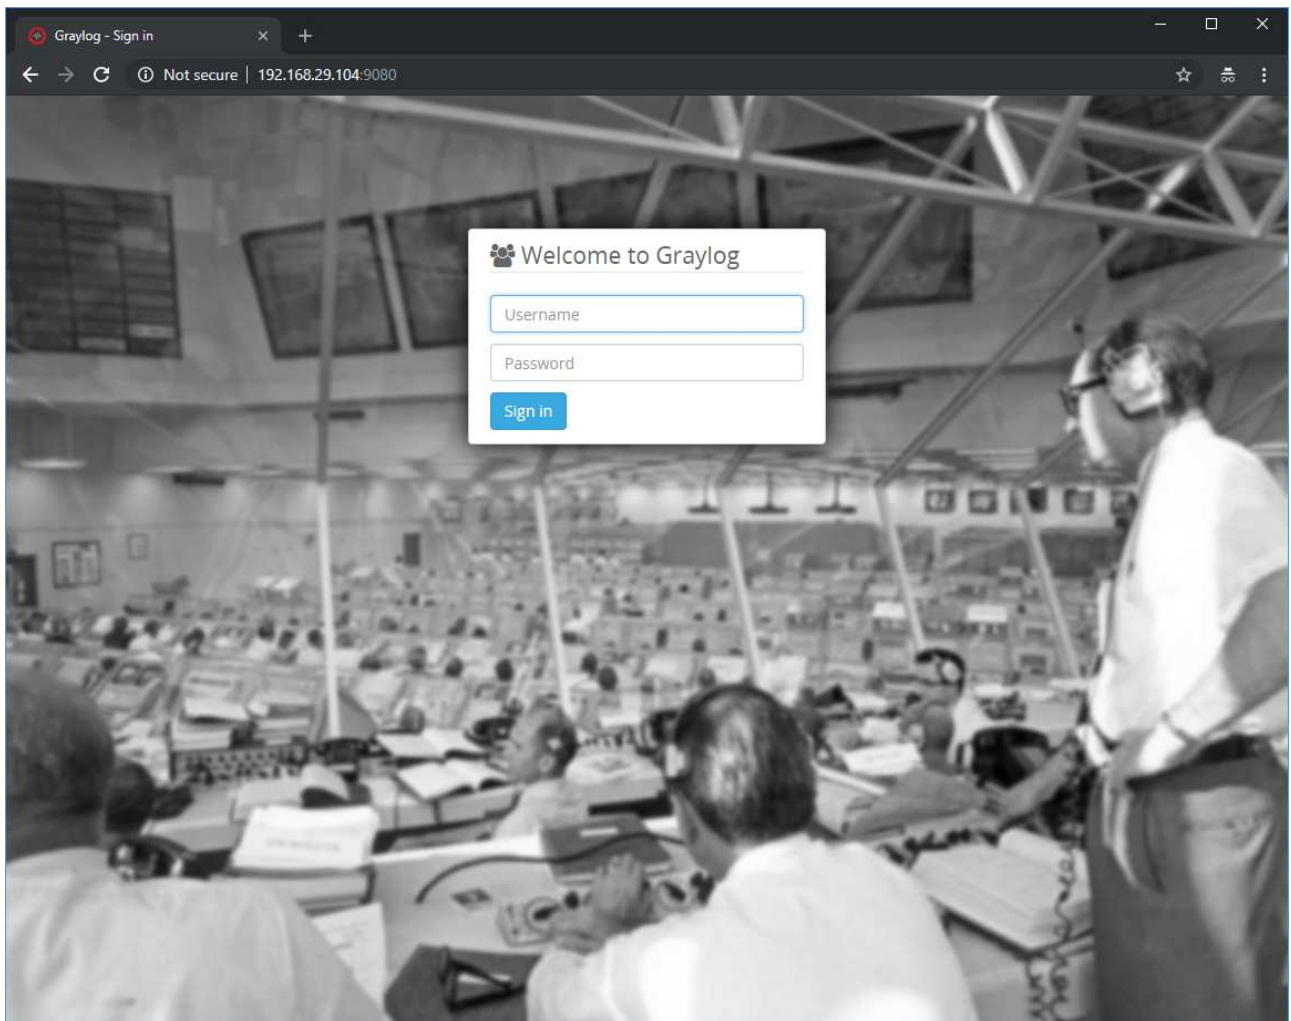 Graylog - Sign in
Not secure | 192.168.29.104:9080
Welcome to Graylog
Username
Password
Sign in